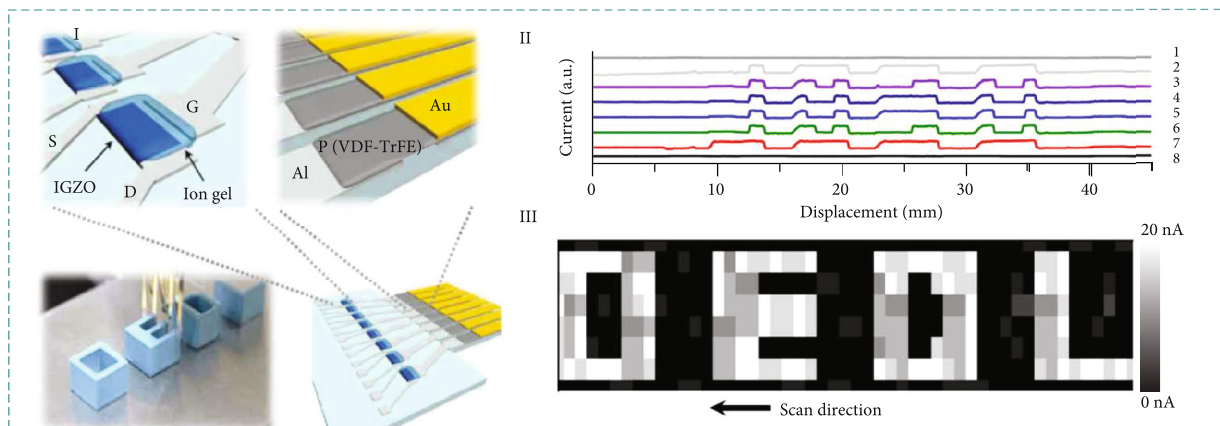 I
G
S
IGZO
D
Ion gel
Au
P (VDF-TrFE)
Al
II
Current (a.u.)
1
2
3
4
5
6
7
8
0
10
20
30
40
Displacement (mm)
III
20 nA
0 nA
OEDL
Scan direction